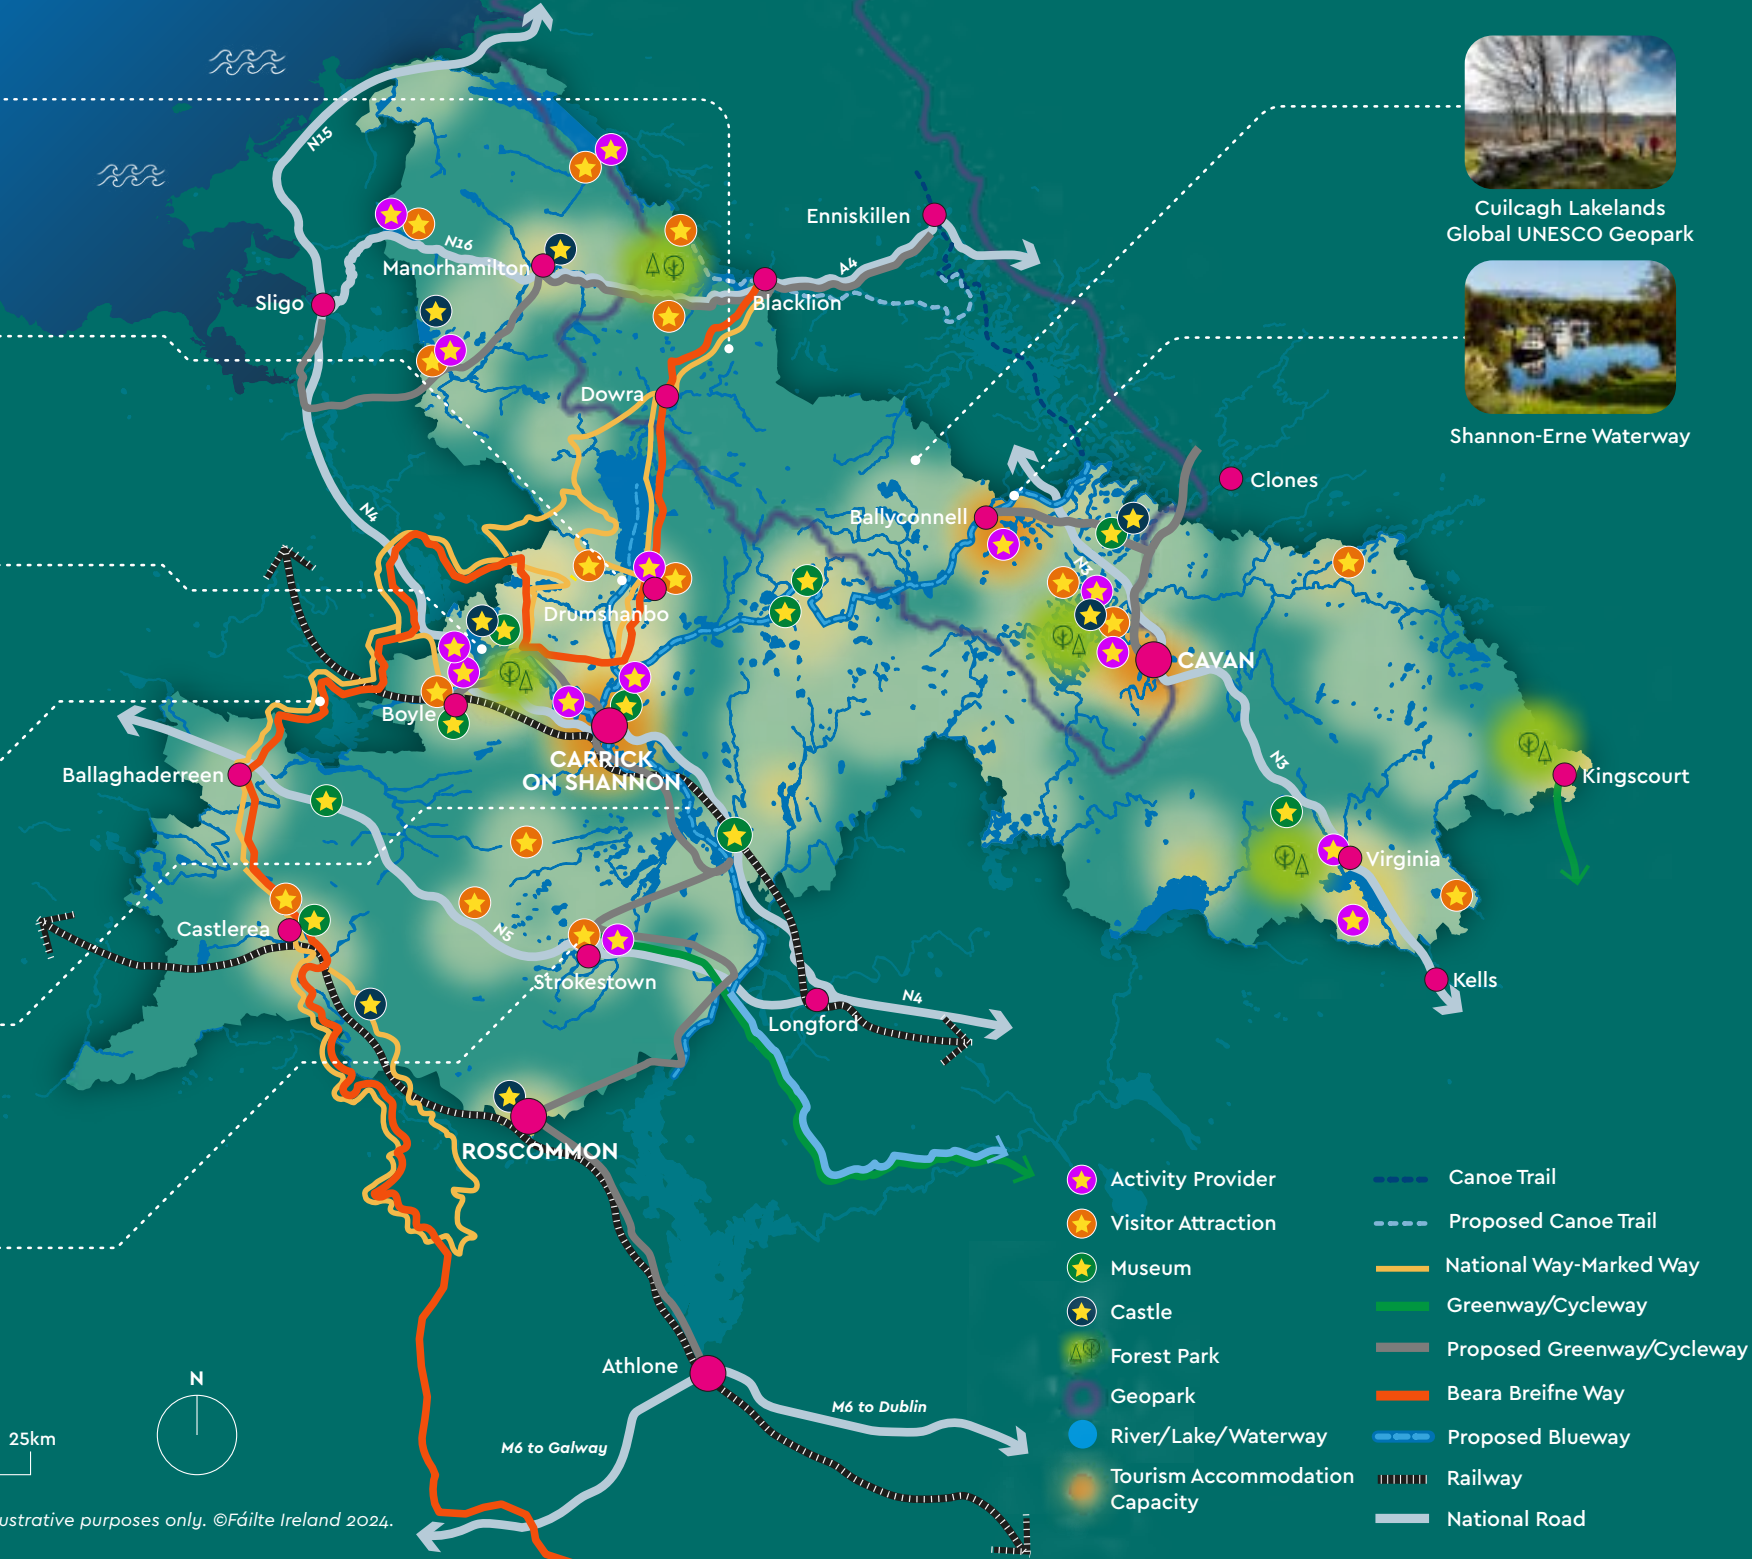 N15
N16
Manorhamilton
Sligo
Enniskillen
A4
Blacklion
Dowra
N4
Cuilcagh Lakelands
Global UNESCO Geopark
Shannon-Erne Waterway
Clones
Ballyconnell
N3
Drumshanbo
CAVAN
Boyle
CARRICK
ON SHANNON
Ballaghaderreen
N3
Kingscourt
Virginia
Castlerea
N5
Strokestown
Kells
N4
Longford
ROSCOMMON
Athlone
M6 to Dublin
M6 to Galway
N
25km
ustrative purposes only. ©Fáilte Ireland 2024.
Activity Provider
Visitor Attraction
Museum
Castle
Forest Park
Geopark
River/Lake/Waterway
Tourism Accommodation
Capacity
Canoe Trail
Proposed Canoe Trail
National Way-Marked Way
Greenway/Cycleway
Proposed Greenway/Cycleway
Beara Breifne Way
Proposed Blueway
Railway
National Road